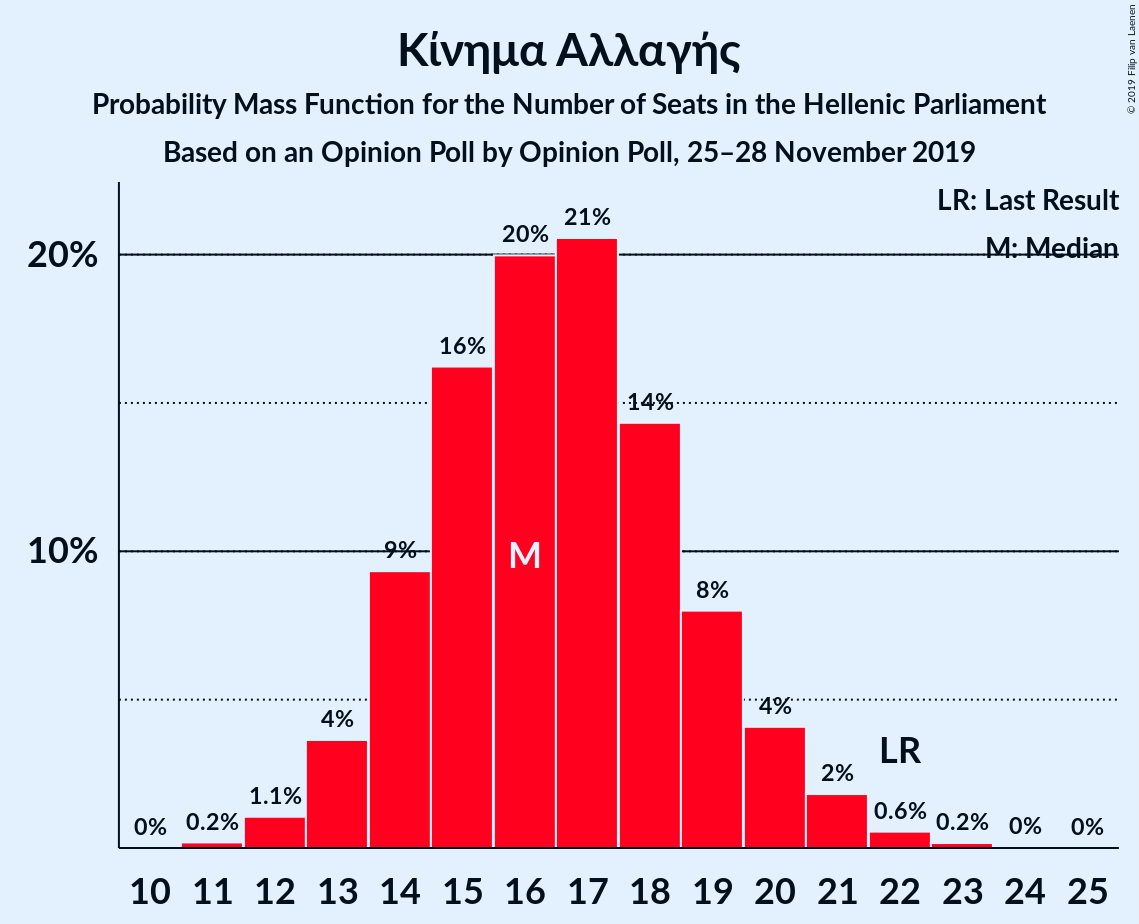 Κίνημα Αλλαγής
Probability Mass Function for the Number of Seats in the Hellenic Parliament
Based on an Opinion Poll by Opinion Poll, 25–28 November 2019
© 2019 Filip van Laenen
LR: Last Result
M: Median
20%
10%
0%
0.2%
1.1%
4%
9%
16%
20%
21%
14%
8%
4%
2%
0.6%
0.2%
0%
0%
M
LR
10 11 12 13 14 15 16 17 18 19 20 21 22 23 24 25